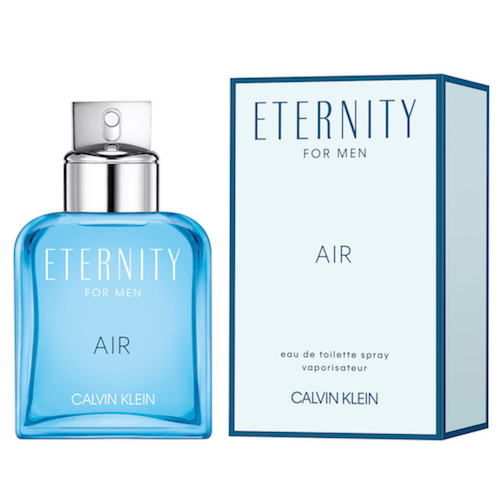 ETERNITY
FOR MEN
AIR
CALVIN KLEIN
ETERNITY
FOR MEN
AIR
eau de toilette spray
vaporisateur
CALVIN KLEIN